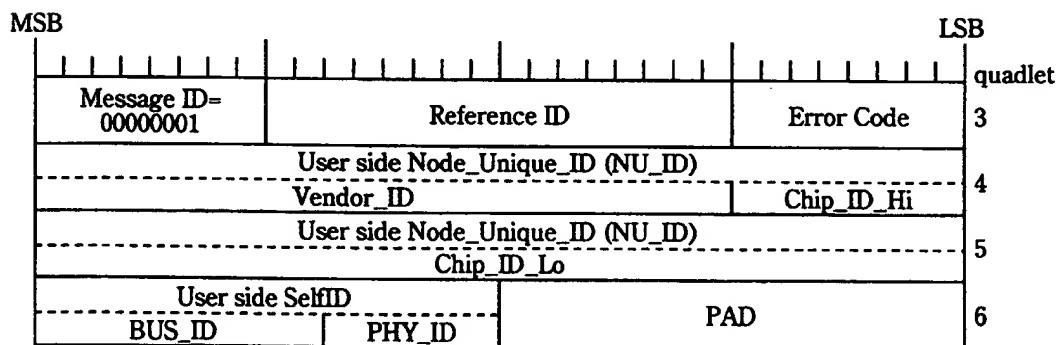 MSB LSB
quadlet
Message ID=
00000001
Reference ID
Error Code
3
User side Node_Unique_ID (NU_ID)
4
Vendor_ID
Chip_ID_Hi
User side Node_Unique_ID (NU_ID)
5
Chip_ID_Lo
User side SelfID
PAD
6
BUS_ID
PHY_ID